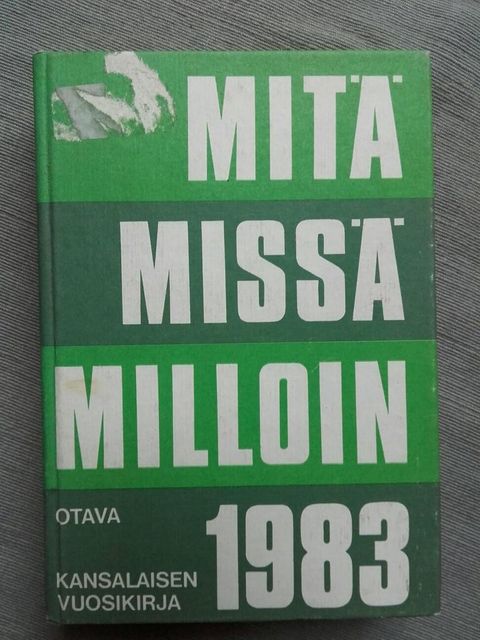 MITÄ
MISSÄ
MILLOIN
OTAVA
1983
KANSALAISEN
VUOSIKIRJA